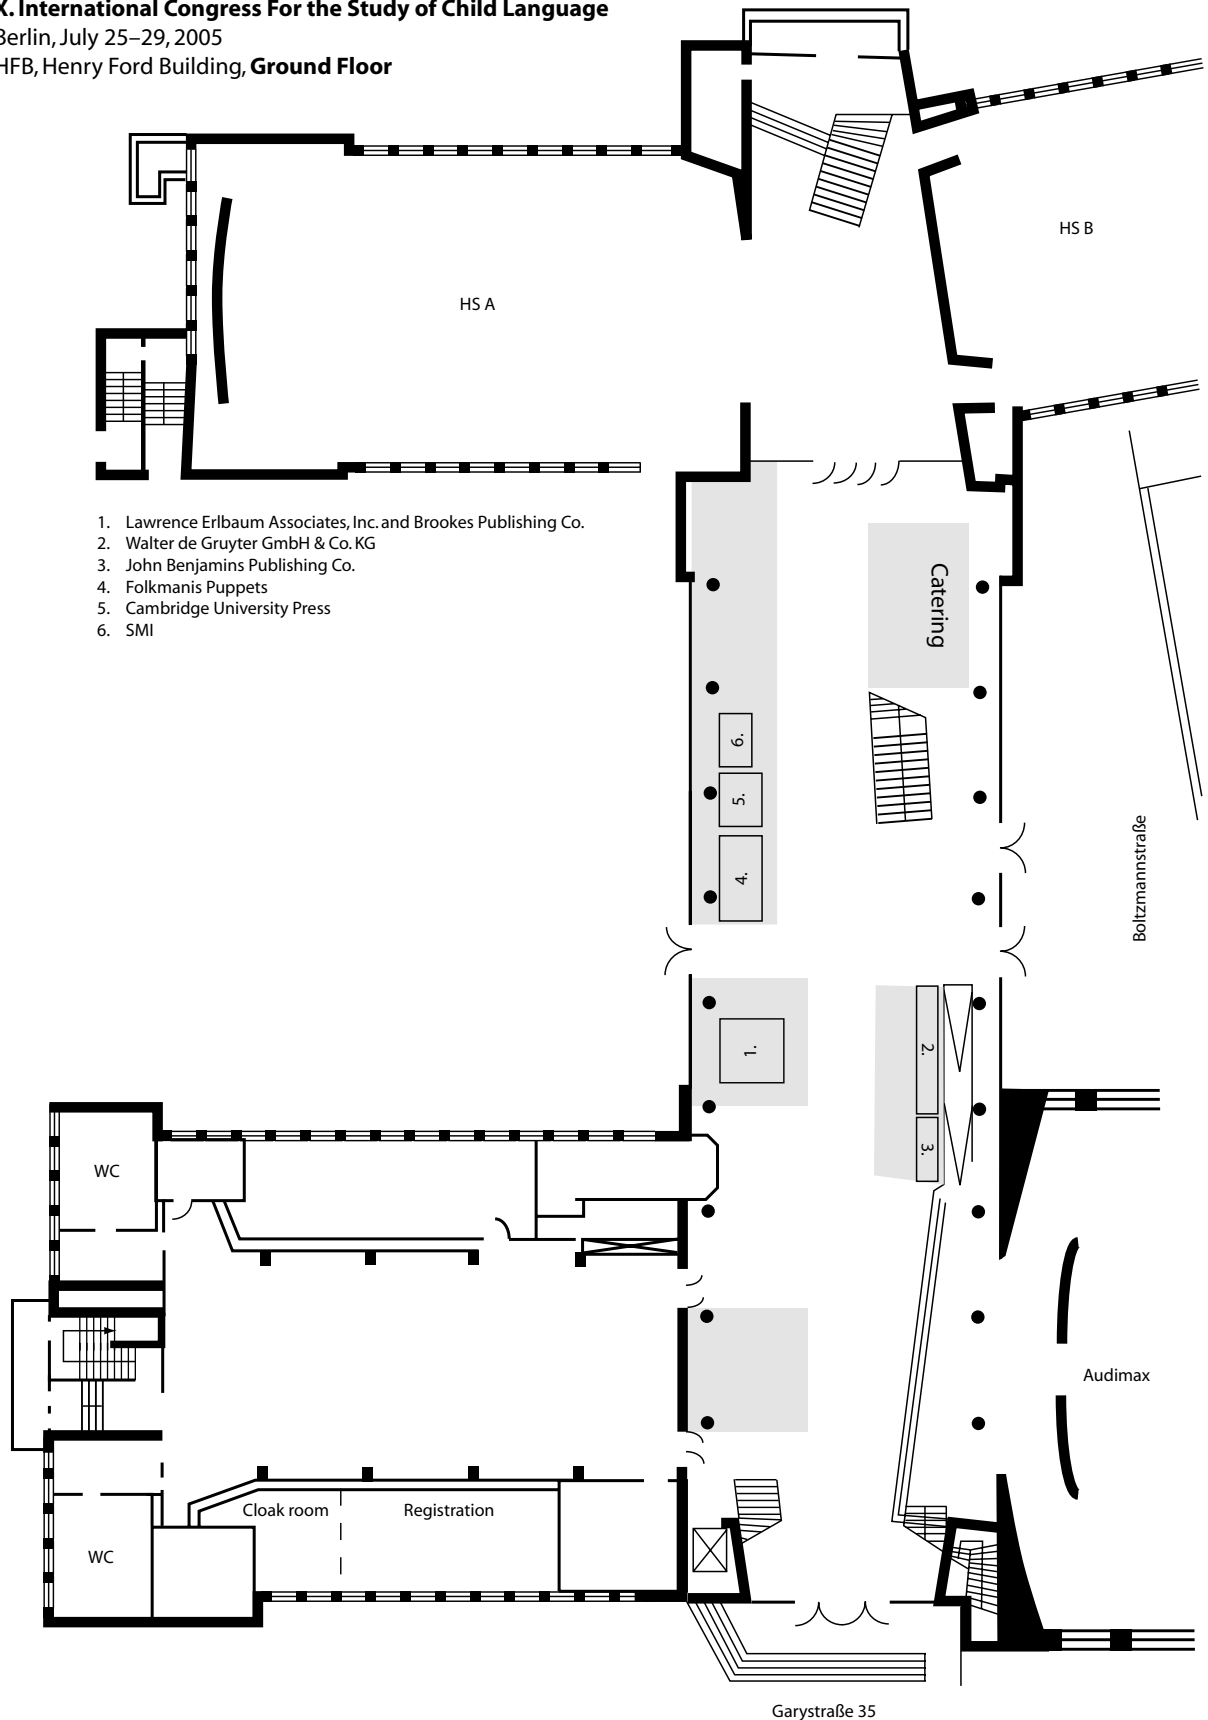 X. International Congress For the Study of Child Language
Berlin, July 25–29, 2005
HFB, Henry Ford Building, Ground Floor
HS B
HS A
1. Lawrence Erlbaum Associates, Inc. and Brookes Publishing Co.
2. Walter de Gruyter GmbH & Co. KG
3. John Benjamins Publishing Co.
4. Folkmanis Puppets
5. Cambridge University Press
6. SMI
Catering
6.
5.
4.
Boltzmannstraße
1.
2.
3.
WC
Audimax
Cloak room
Registration
WC
Garystraße 35